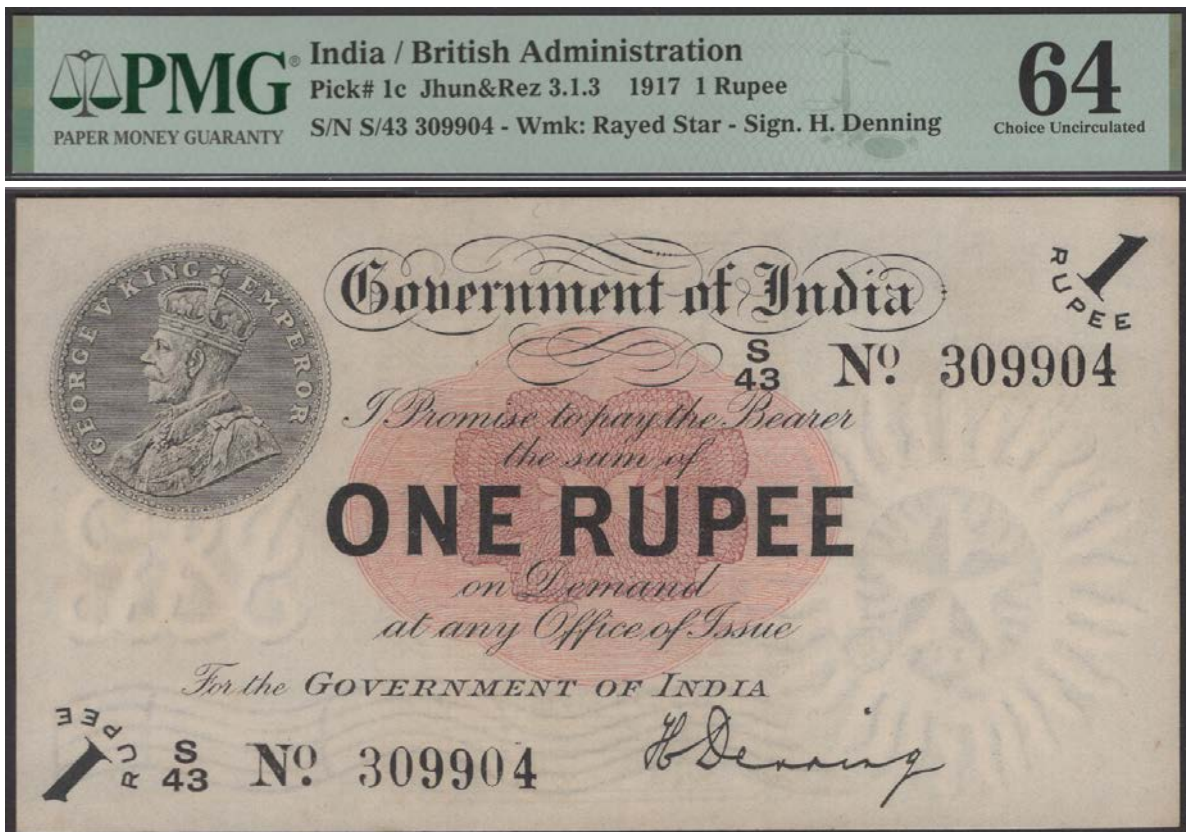 PMG®
PAPER MONEY GUARANTY
India / British Administration
Pick# 1c Jhun&Rez 3.1.3 1917 1 Rupee
S/N S/43 309904 - Wmk: Rayed Star - Sign. H. Denning
64
Choice Uncirculated
GEORGE V KING EMPEROR
Government of India
1 RUPEE
S
43 Nº 309904
I Promise to pay the Bearer
the sum of
ONE RUPEE
on Demand
at any Office of Issue
For the GOVERNMENT OF INDIA
1 RUPEE
S
43 Nº 309904
H Denning